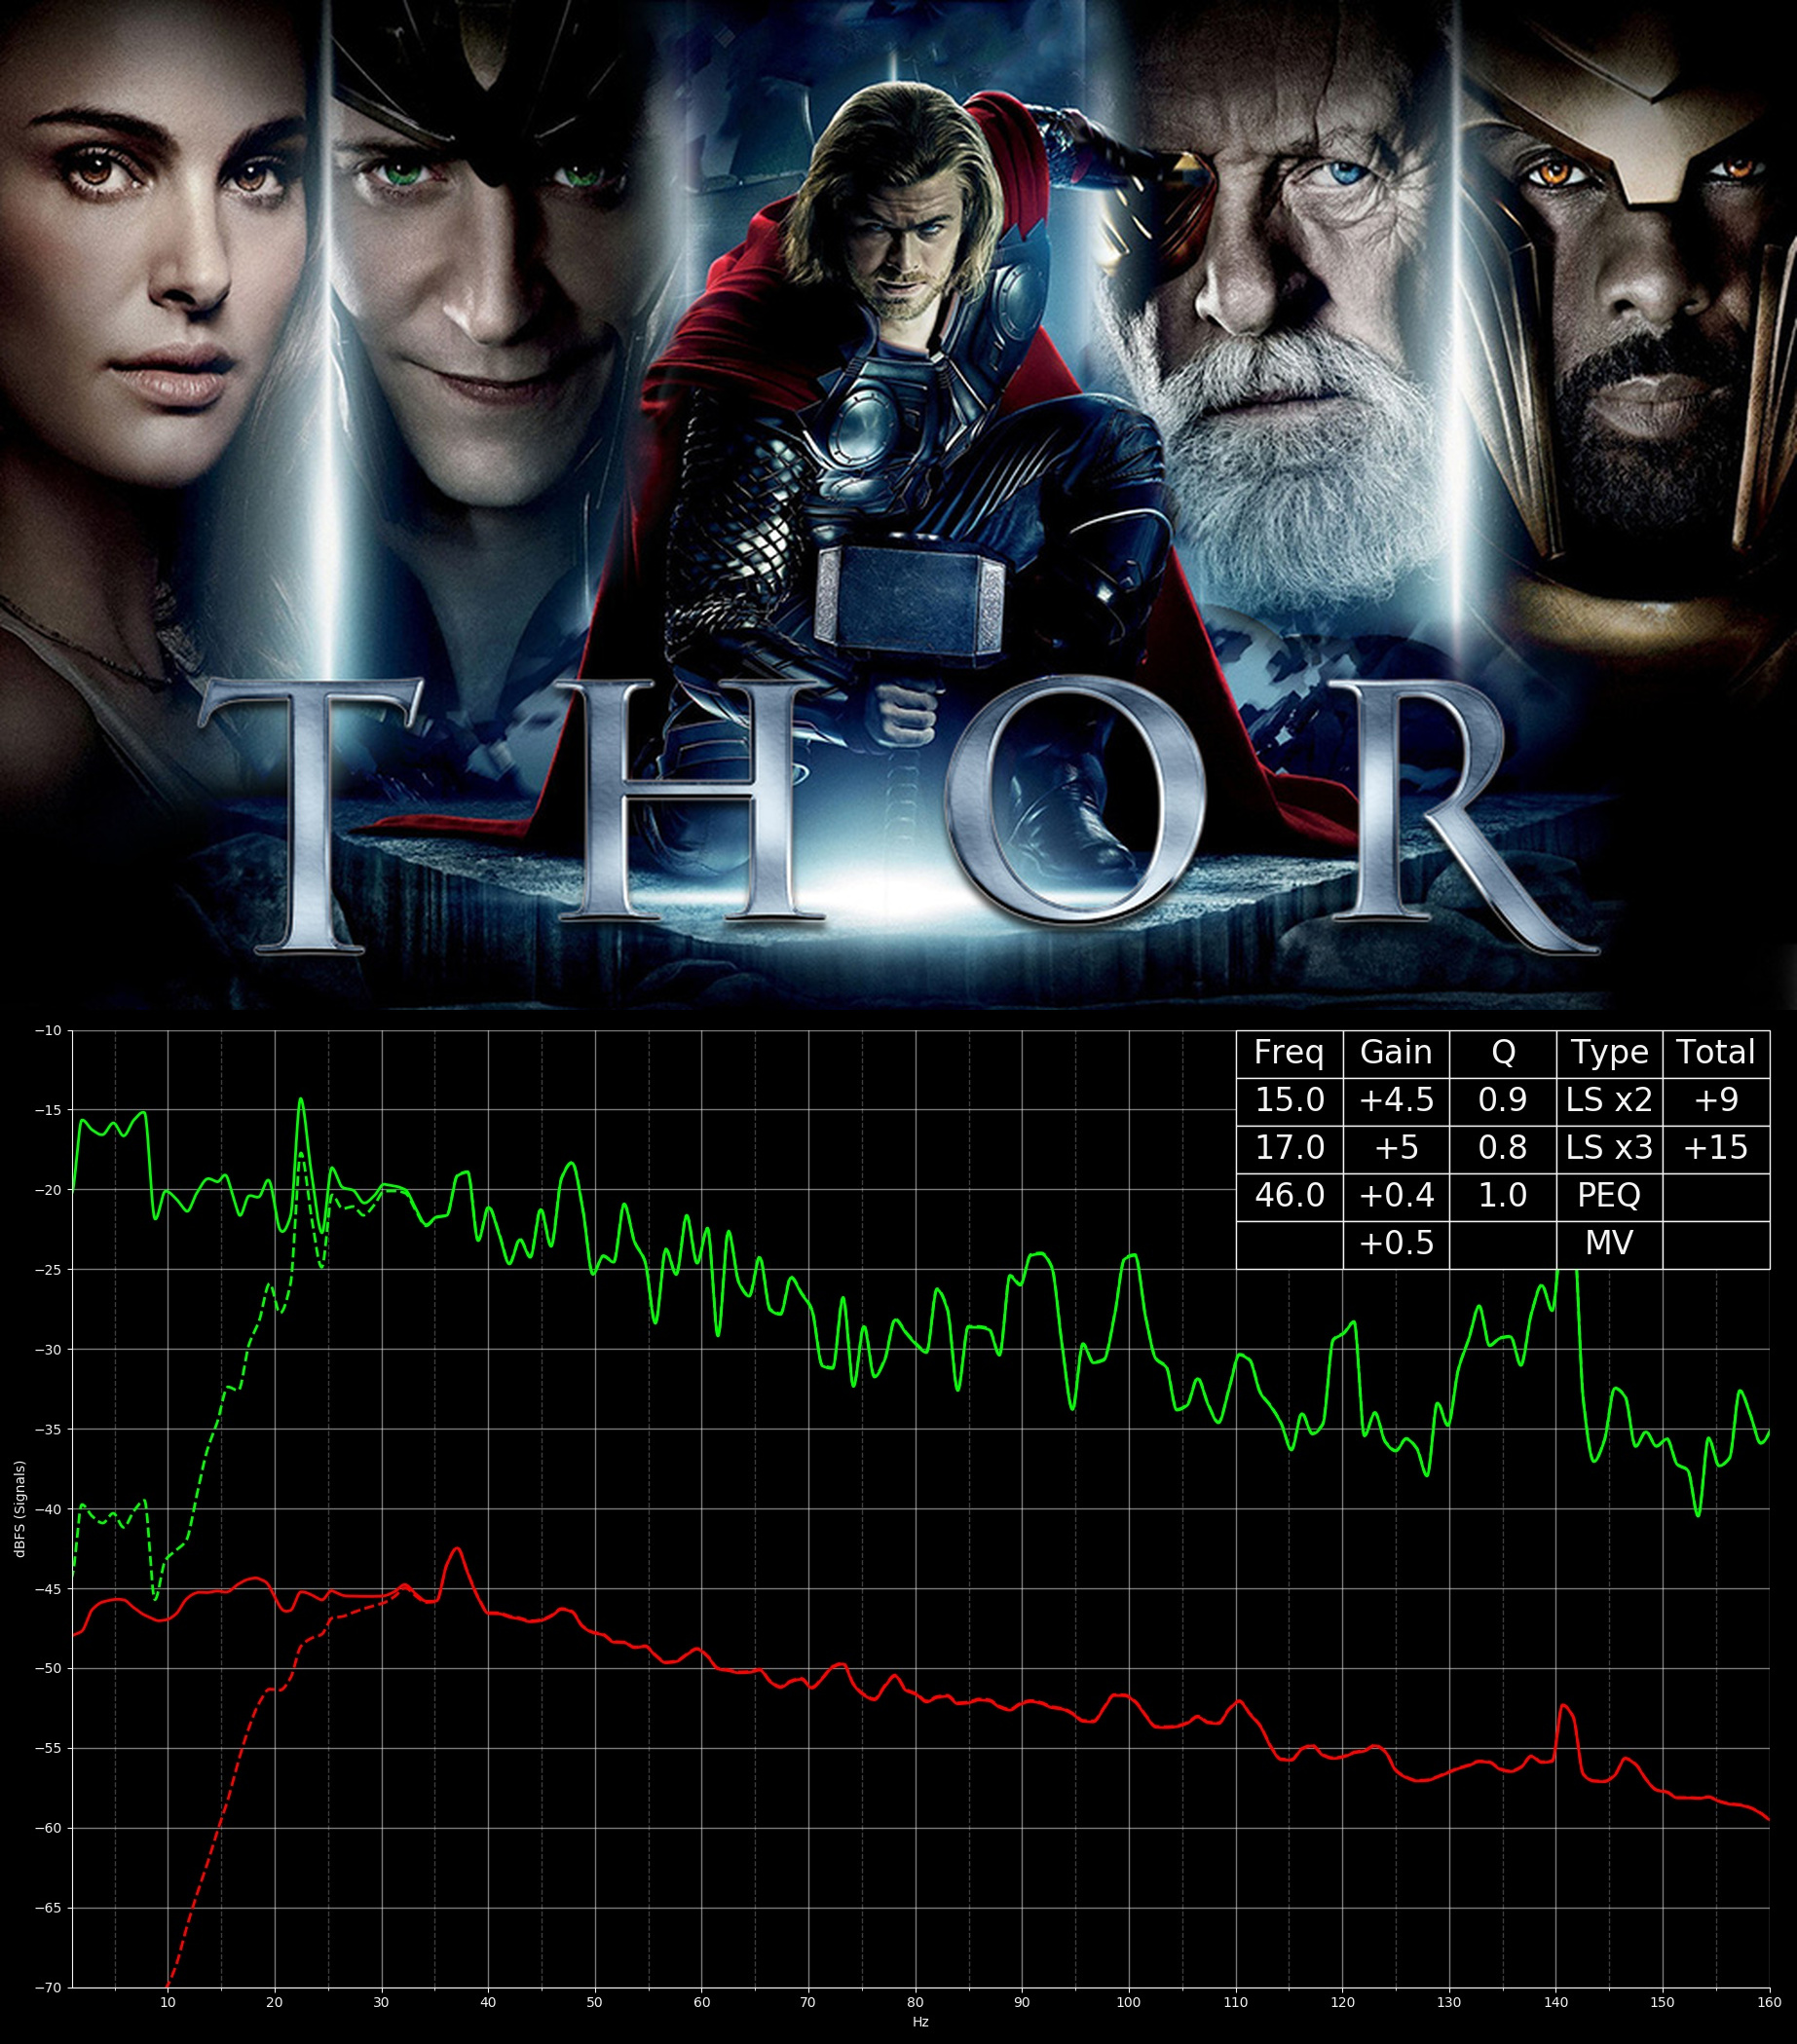 THOR
Freq Gain Q Type Total
15.0 +4.5 0.9 LS x2 +9
17.0 +5 0.8 LS x3 +15
46.0 +0.4 1.0 PEQ
+0.5 MV
−10
−15
−20
−25
−30
−35
−40
−45
−50
−55
−60
−65
−70
dBFS (Signals)
10 20 30 40 50 60 70 80 90 100 110 120 130 140 150 160
Hz